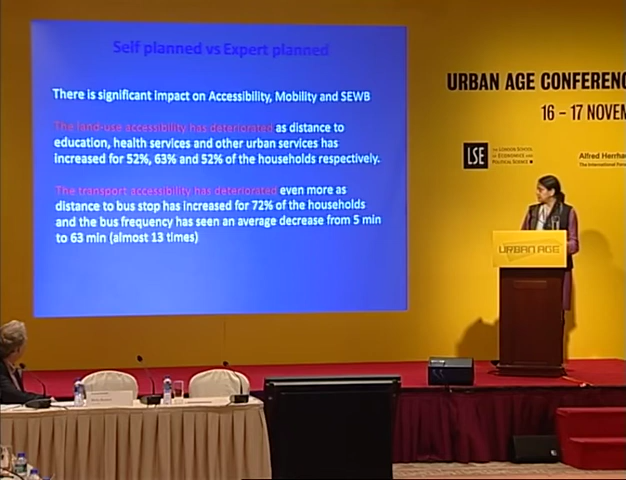 Self planned vs Expert planned
There is significant impact on Accessibility, Mobility and SEWB
The land-use accessibility has deteriorated as distance to
education, health services and other urban services has
increased for 52%, 63% and 52% of the households respectively.
The transport accessibility has deteriorated even more as
distance to bus stop has increased for 72% of the households
and the bus frequency has seen an average decrease from 5 min
to 63 min (almost 13 times)
URBAN AGE CONFERENC
16 – 17 NOVEM
LSE
THE LONDON SCHOOL
OF ECONOMICS AND
POLITICAL SCIENCE
Alfred Herrha
The International Foru
URBAN AGE